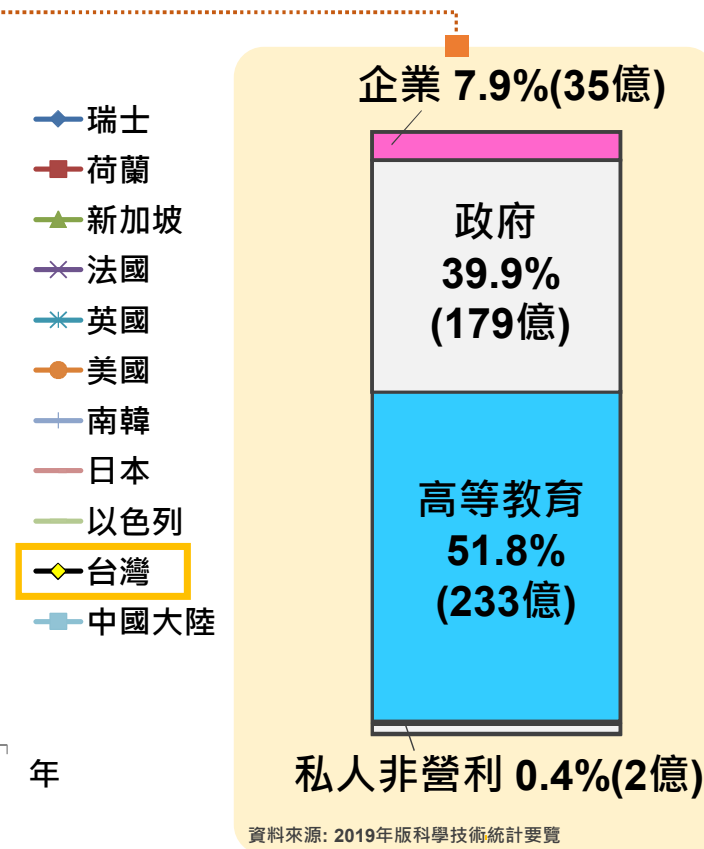 瑞士
荷蘭
新加坡
法國
英國
美國
南韓
日本
以色列
台灣
中國大陸
年
企業 7.9%(35億)
政府
39.9%
(179億)
高等教育
51.8%
(233億)
私人非營利 0.4%(2億)
資料來源: 2019年版科學技術統計要覽